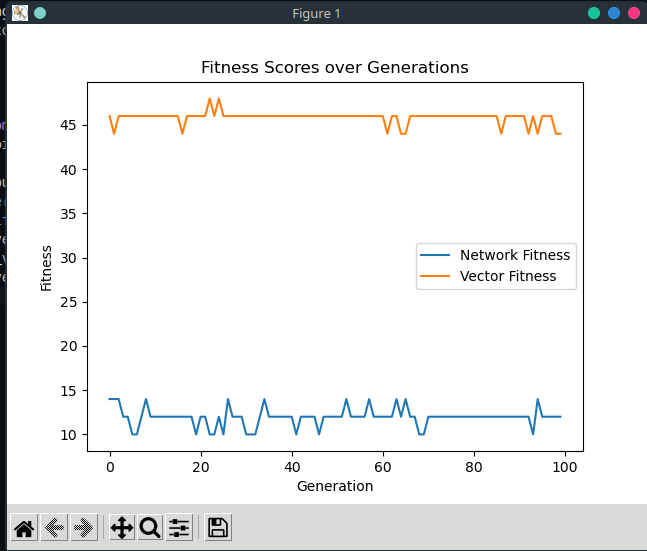 Figure 1
Fitness Scores over Generations
45
40
35
30
25
20
15
10
Fitness
Network Fitness
Vector Fitness
0 20 40 60 80 100
Generation